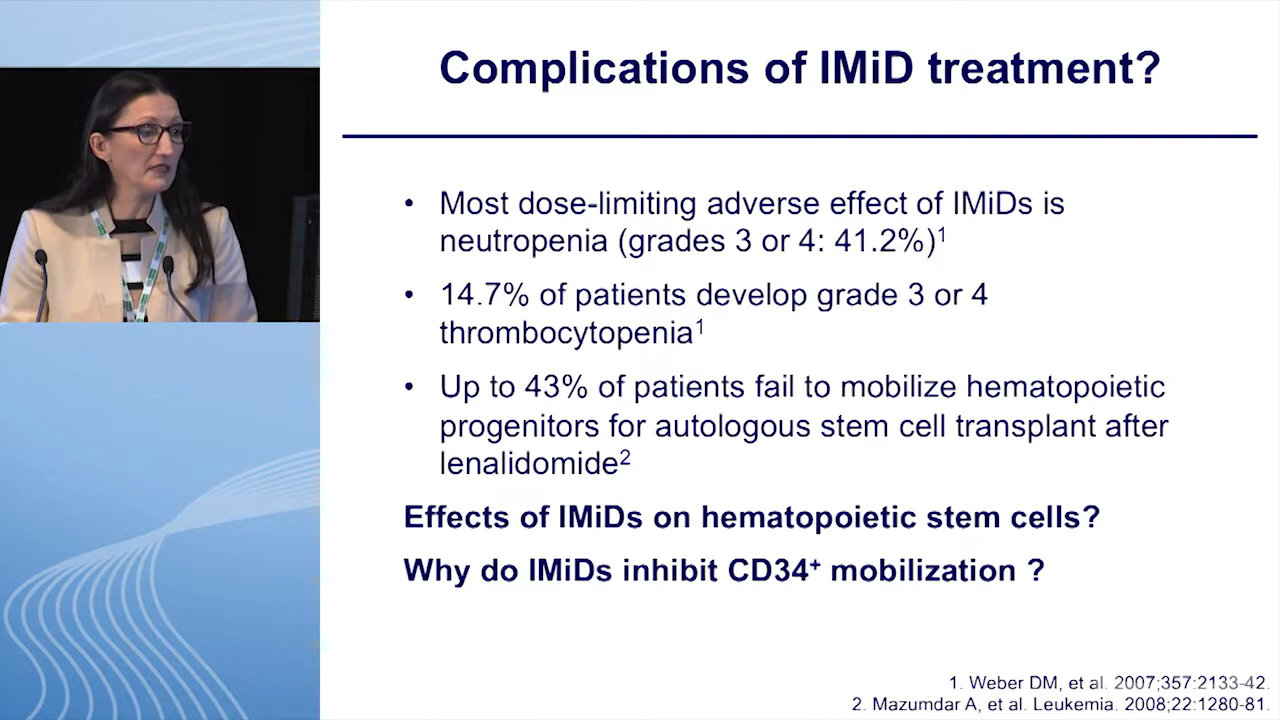 Complications of IMiD treatment?
• Most dose-limiting adverse effect of IMiDs is
neutropenia (grades 3 or 4: 41.2%)¹
• 14.7% of patients develop grade 3 or 4
thrombocytopenia¹
• Up to 43% of patients fail to mobilize hematopoietic
progenitors for autologous stem cell transplant after
lenalidomide²
Effects of IMiDs on hematopoietic stem cells?
Why do IMiDs inhibit CD34⁺ mobilization ?
1. Weber DM, et al. 2007;357:2133-42.
2. Mazumdar A, et al. Leukemia. 2008;22:1280-81.